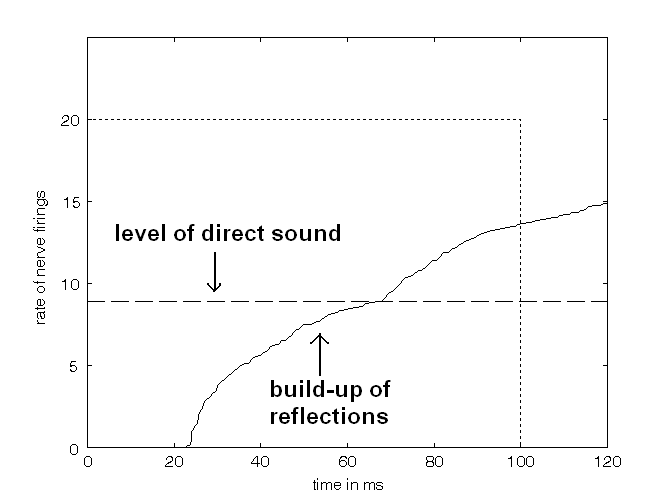 20
15
10
5
0
rate of nerve firings
level of direct sound
build-up of
reflections
0 20 40 60 80 100 120
time in ms